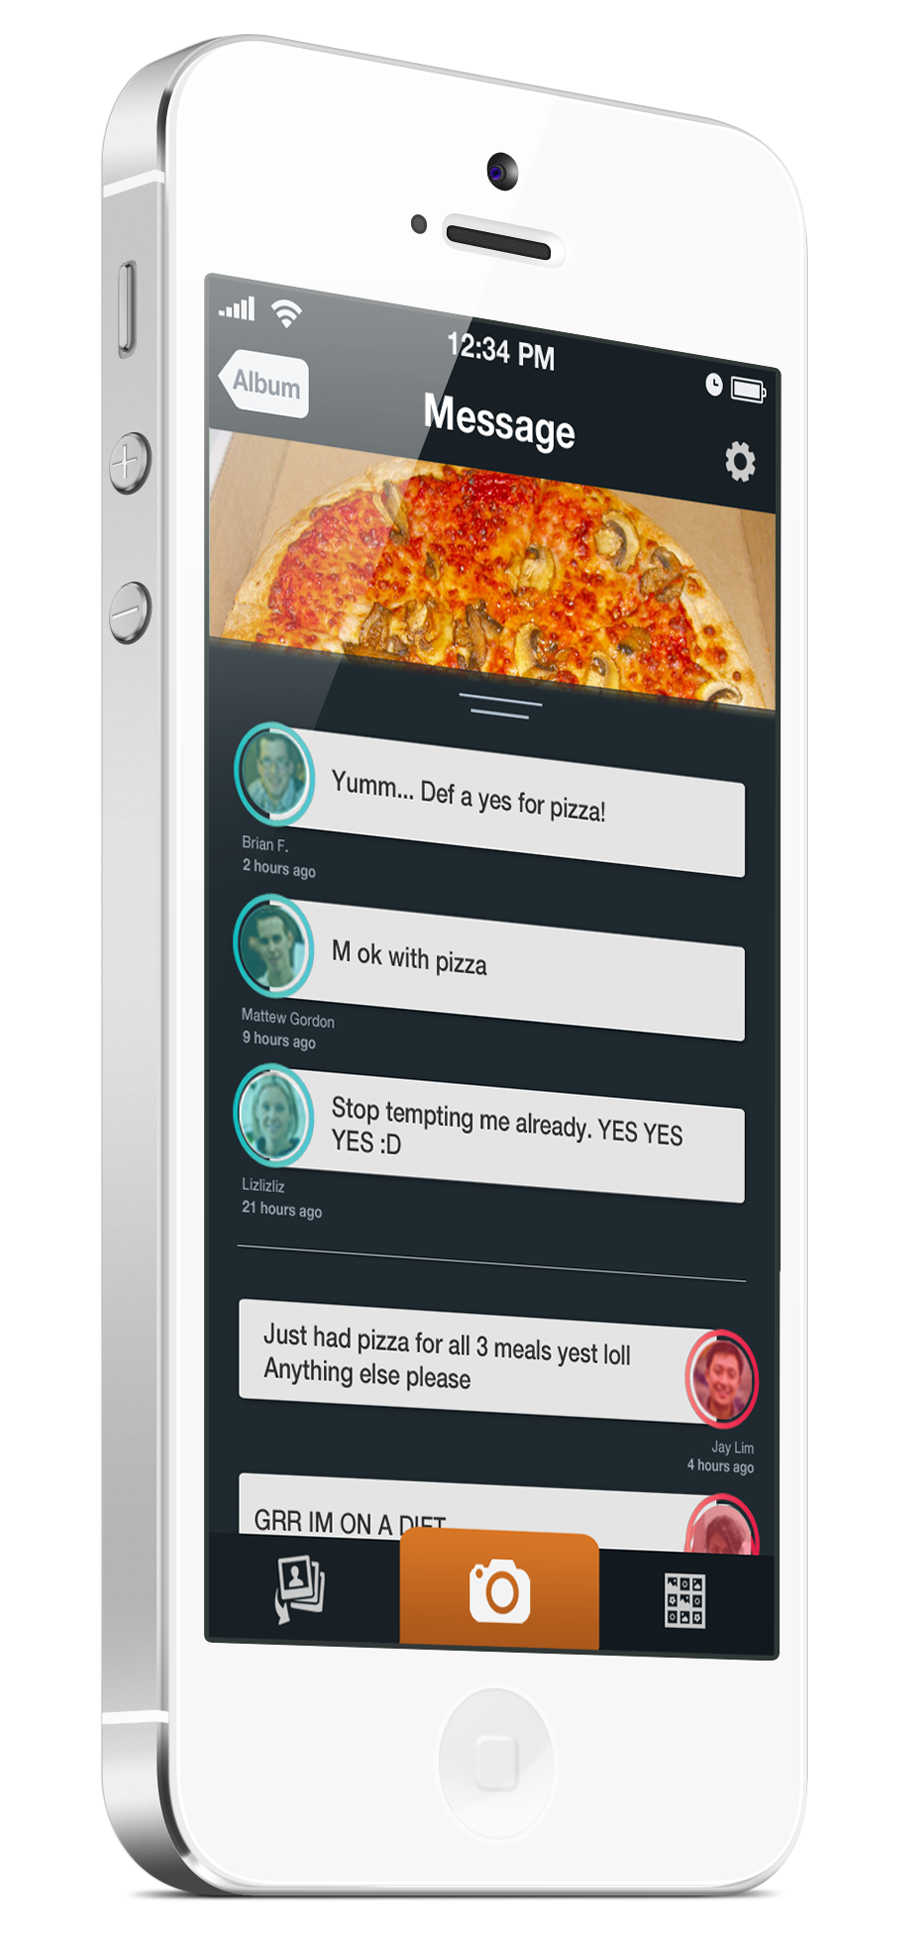 12:34 PM
Album
Message
Yumm... Def a yes for pizza!
Brian F.
2 hours ago
M ok with pizza
Mattew Gordon
9 hours ago
Stop tempting me already. YES YES
YES :D
Lizlizliz
21 hours ago
Just had pizza for all 3 meals yest loll
Anything else please
Jay Lim
4 hours ago
GRR IM ON A DIET